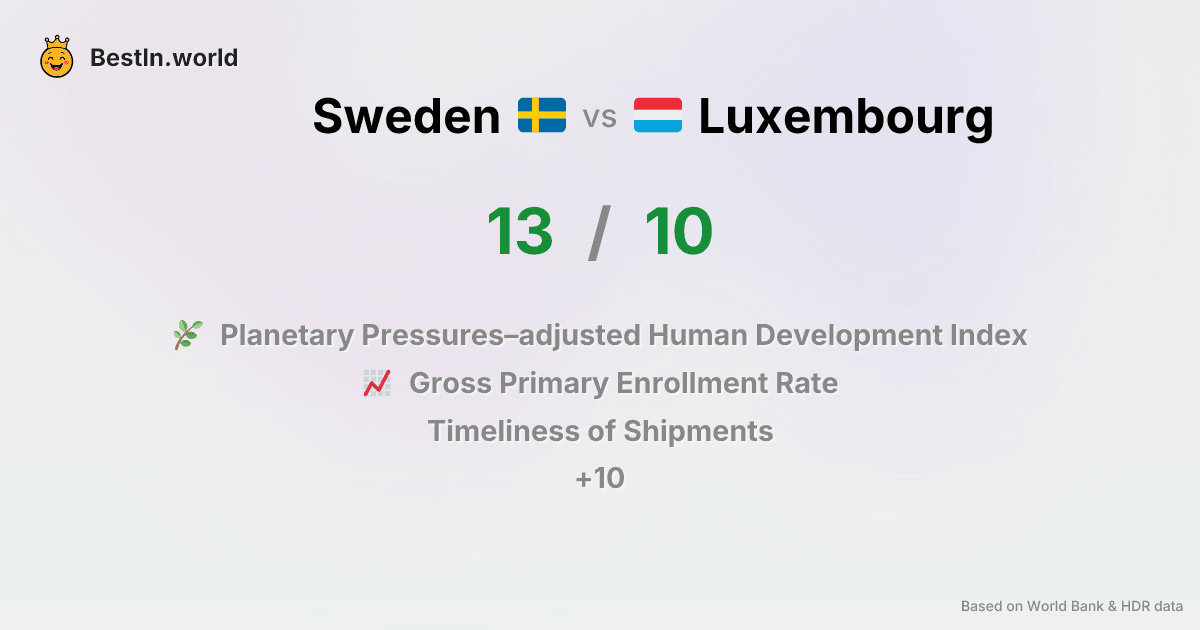 BestIn.world
Sweden vs Luxembourg
13 / 10
Planetary Pressures–adjusted Human Development Index
Gross Primary Enrollment Rate
Timeliness of Shipments
+10
Based on World Bank & HDR data